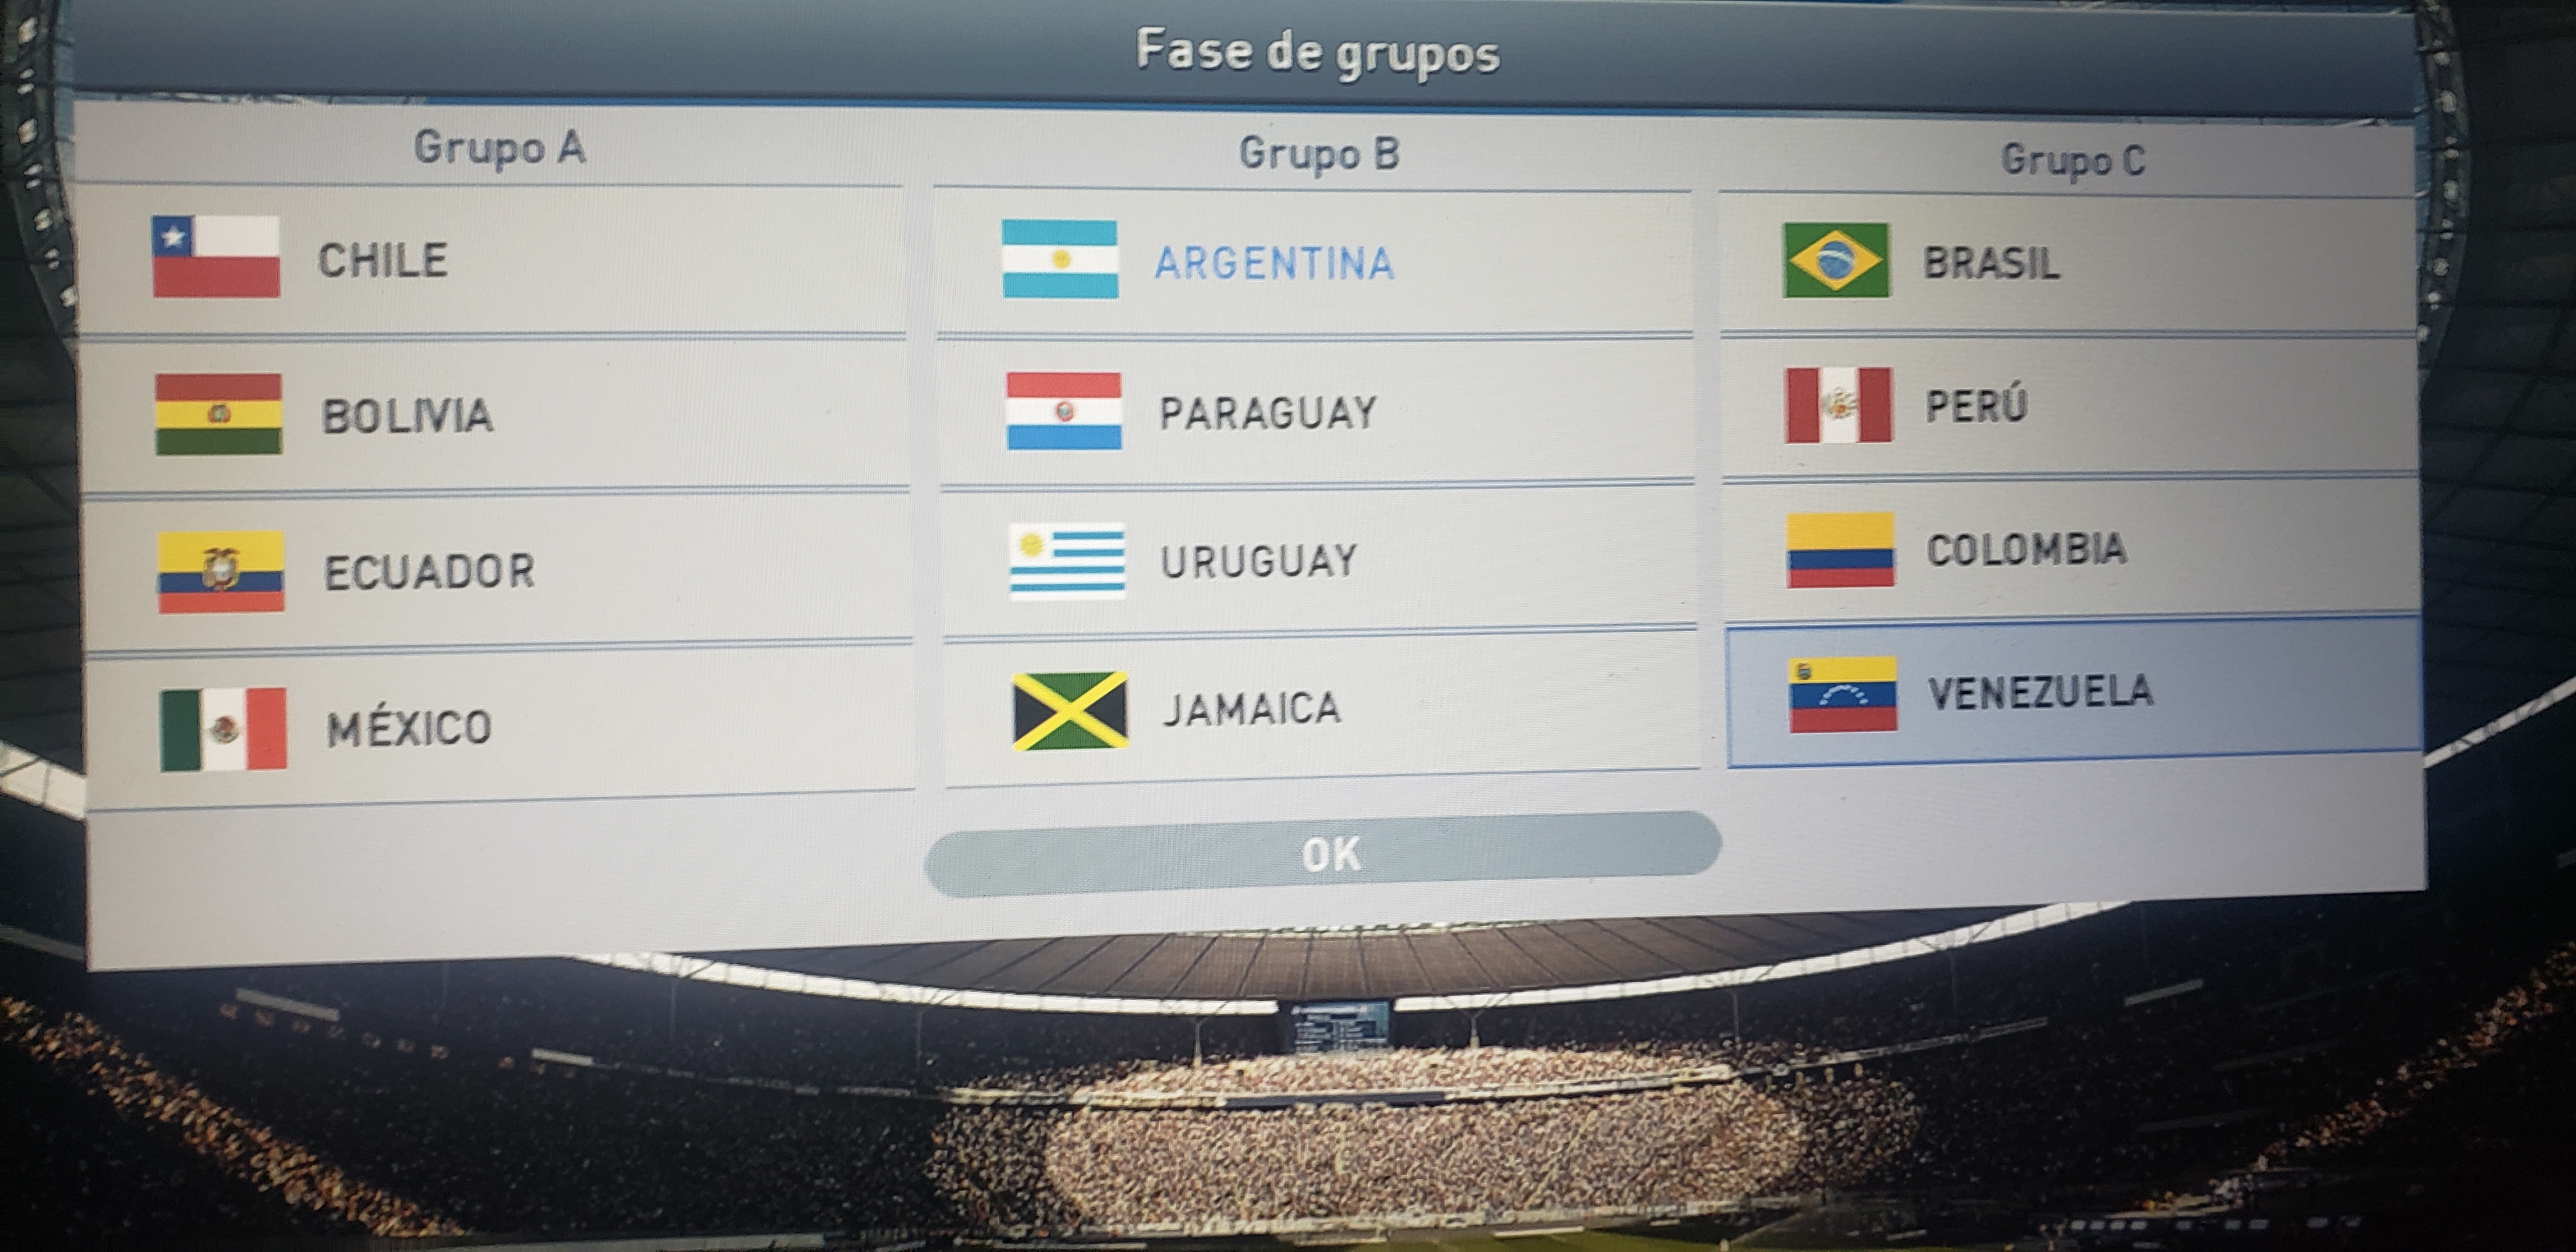 Fase de grupos
Grupo A
CHILE
BOLIVIA
ECUADOR
MÉXICO
Grupo B
ARGENTINA
PARAGUAY
URUGUAY
JAMAICA
Grupo C
BRASIL
PERÚ
COLOMBIA
VENEZUELA
OK